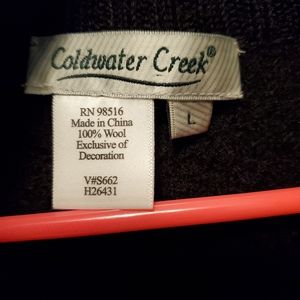 Coldwater Creek®
L
RN 98516
Made in China
100% Wool
Exclusive of
Decoration
V#S662
H26431